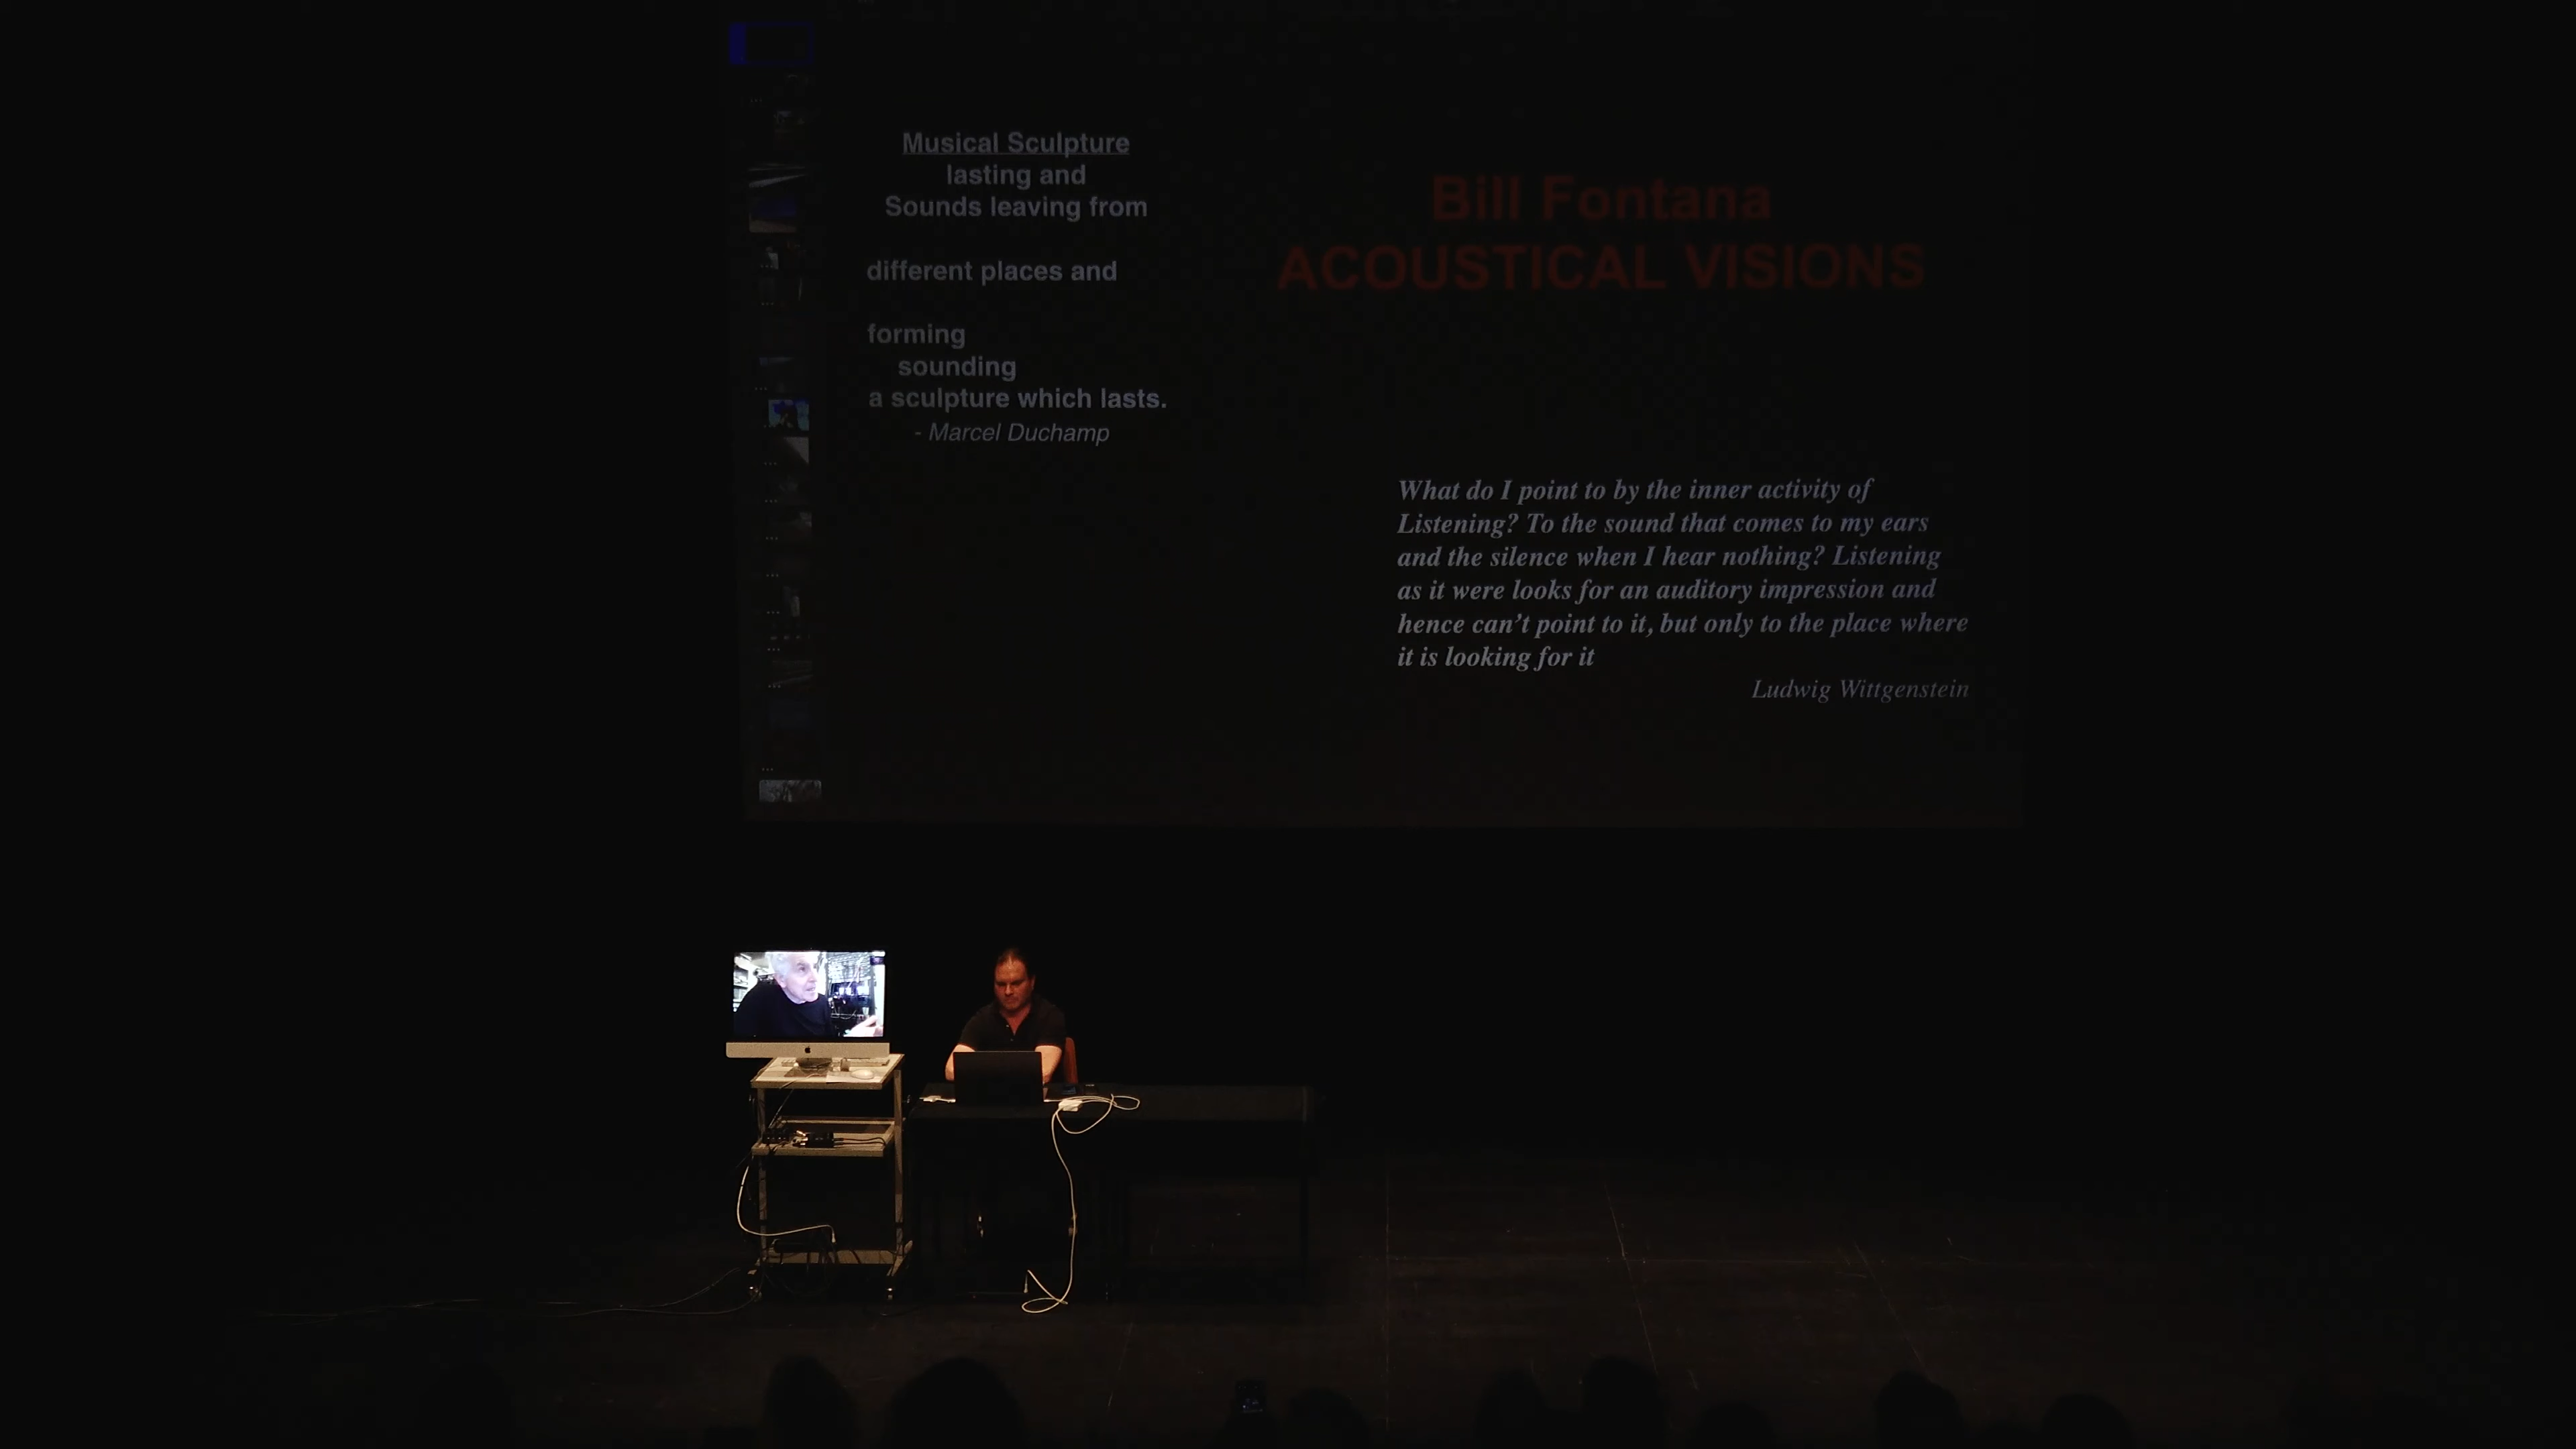 Musical Sculpture
lasting and
Sounds leaving from
different places and
forming
sounding
a sculpture which lasts.
- Marcel Duchamp
Bill Fontana
ACOUSTICAL VISIONS
What do I point to by the inner activity of
Listening? To the sound that comes to my ears
and the silence when I hear nothing? Listening
as it were looks for an auditory impression and
hence can’t point to it, but only to the place where
it is looking for it
Ludwig Wittgenstein